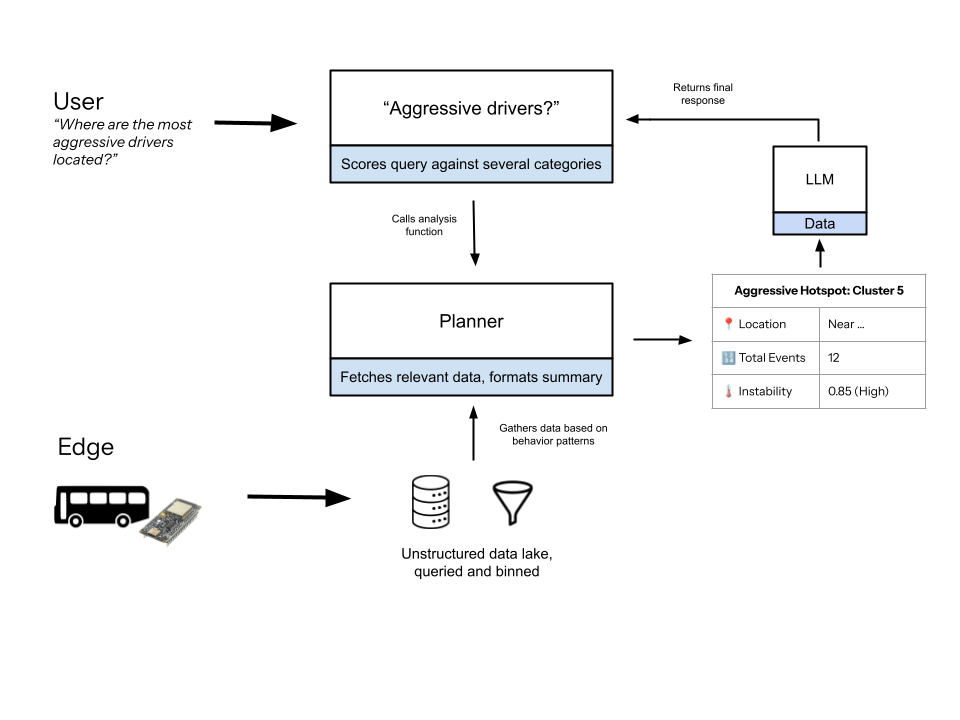 User
“Where are the most
aggressive drivers
located?”
“Aggressive drivers?”
Scores query against several categories
Returns final
response
LLM
Data
Calls analysis
function
Planner
Fetches relevant data, formats summary
Aggressive Hotspot: Cluster 5
📍 Location
Near ...
🔢 Total Events
12
🌡️ Instability
0.85 (High)
Gathers data based on
behavior patterns
Edge
Unstructured data lake,
queried and binned